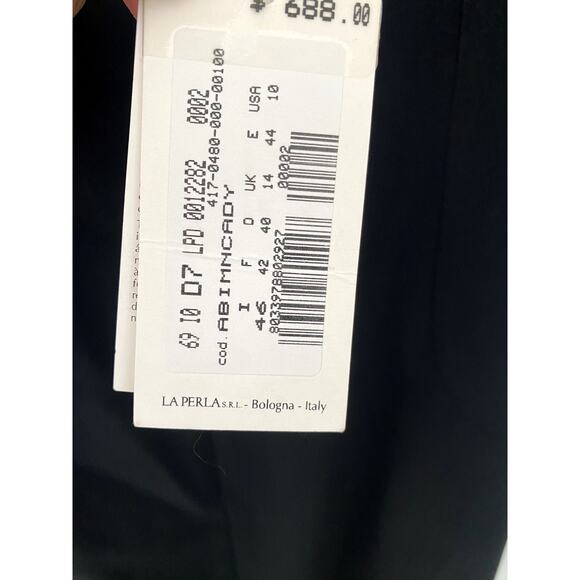 688.00
69 IO D7 LPD 0012282 0002
417-0480-000-00100
cod. ABIMNCADY
I F D UK E USA
46 42 40 14 44 10
8033978802927
00002
LA PERLA S.R.L. - Bologna - Italy